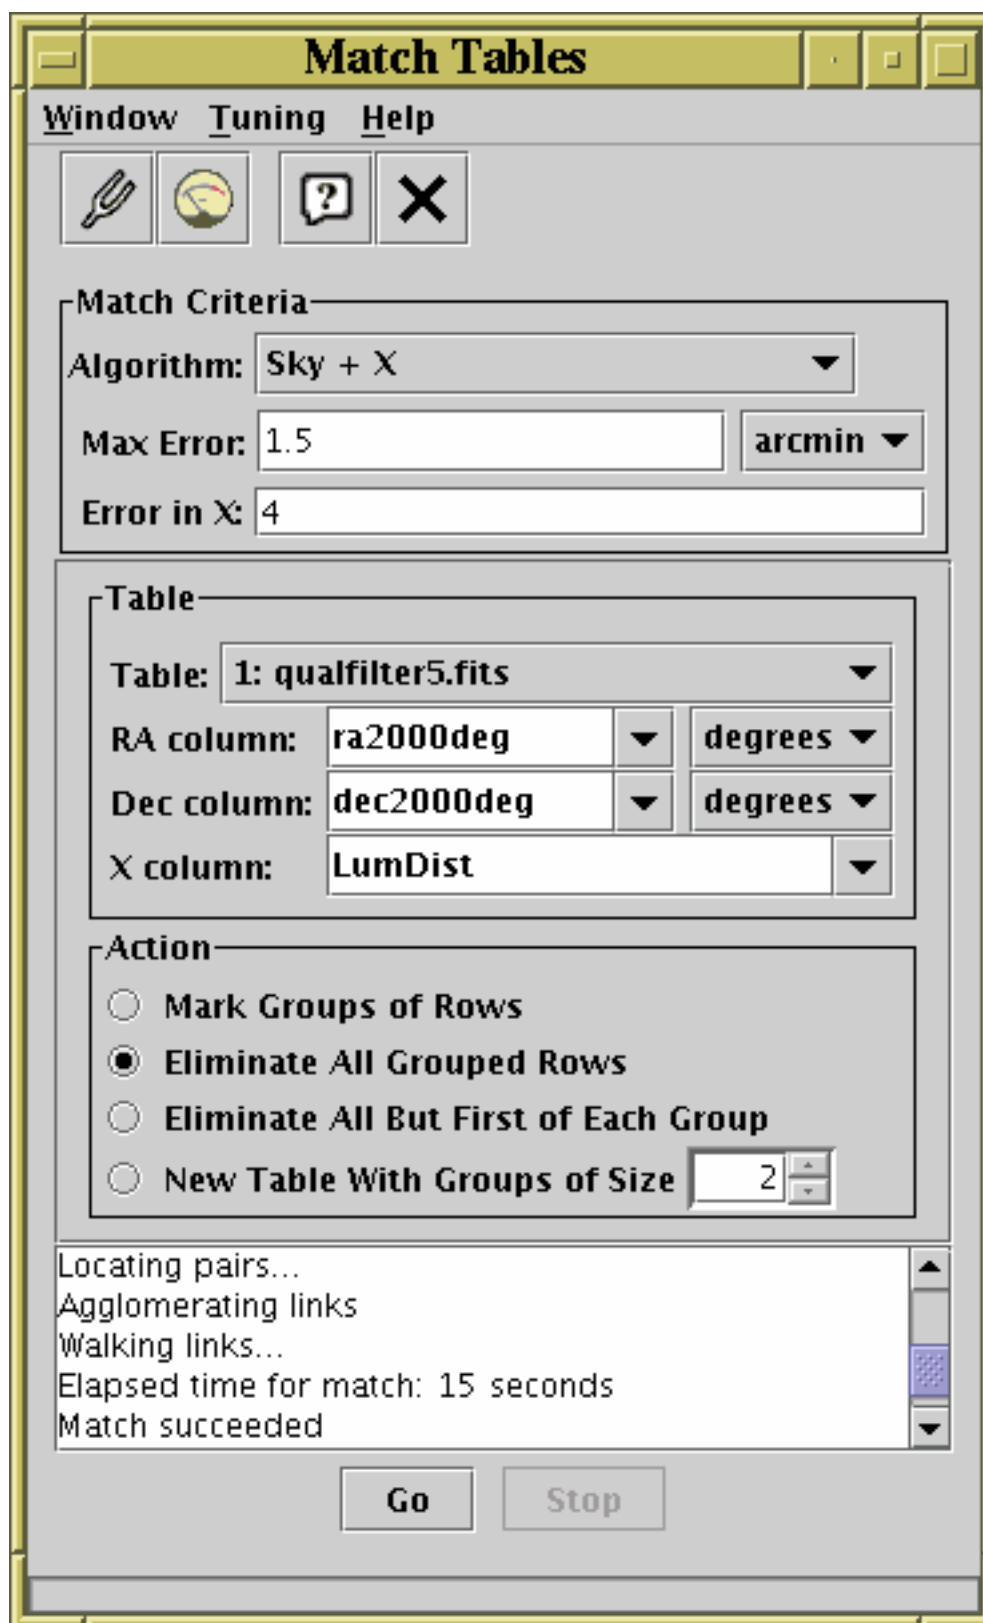 Match Tables
Window Tuning Help
?
Match Criteria
Algorithm: Sky + X
Max Error: 1.5 arcmin
Error in X: 4
Table
Table: 1: qualfilter5.fits
RA column: ra2000deg degrees
Dec column: dec2000deg degrees
X column: LumDist
Action
Mark Groups of Rows
Eliminate All Grouped Rows
Eliminate All But First of Each Group
New Table With Groups of Size 2
Locating pairs...
Agglomerating links
Walking links...
Elapsed time for match: 15 seconds
Match succeeded
Go Stop